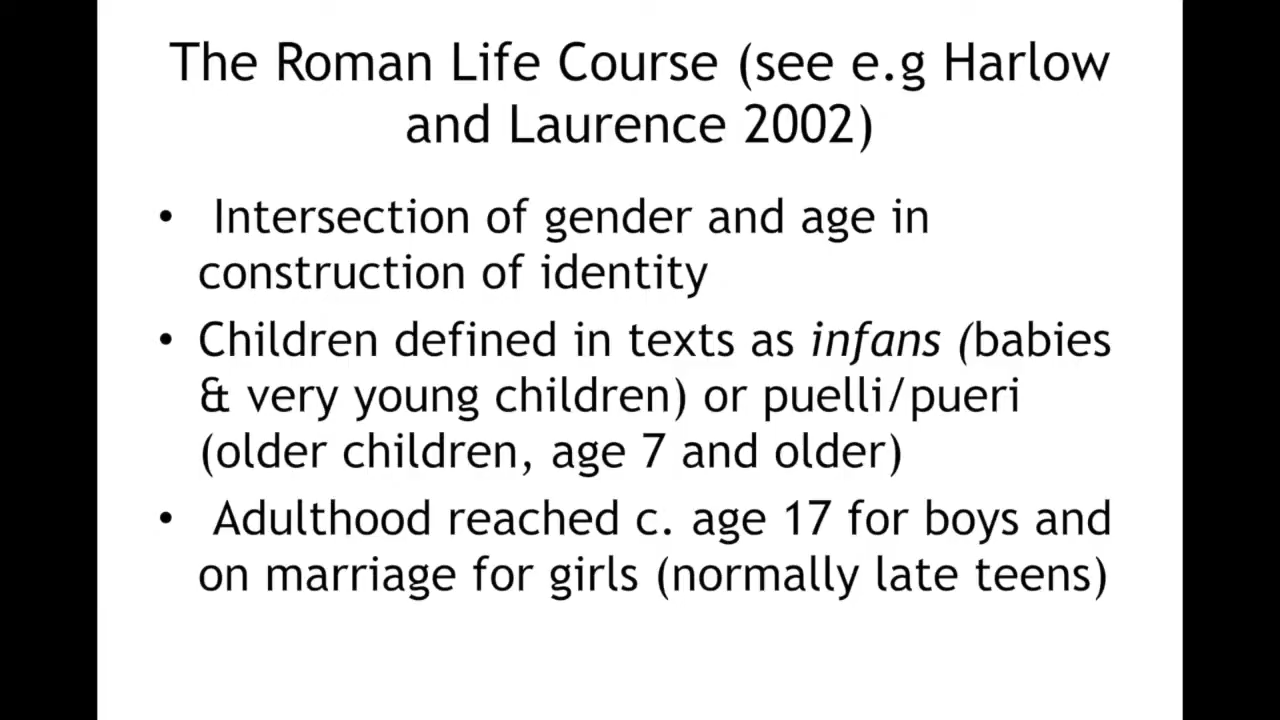 The Roman Life Course (see e.g Harlow
and Laurence 2002)
• Intersection of gender and age in
construction of identity
• Children defined in texts as infans (babies
& very young children) or puelli/pueri
(older children, age 7 and older)
• Adulthood reached c. age 17 for boys and
on marriage for girls (normally late teens)